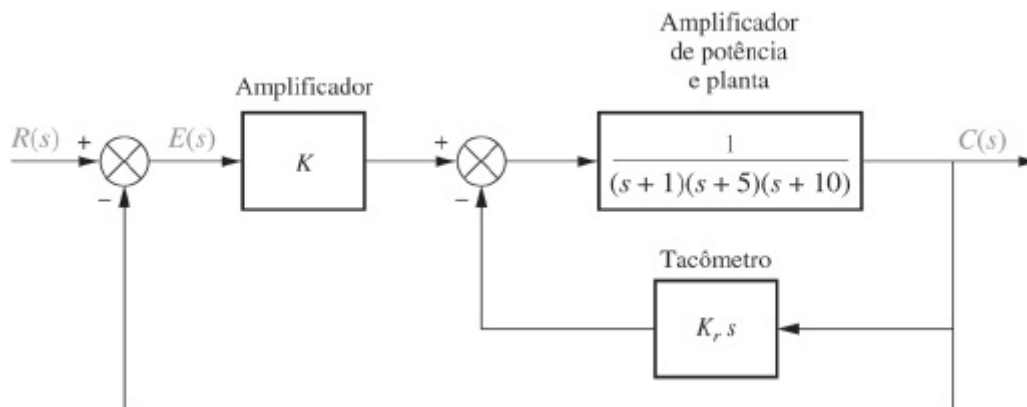 Amplificador
de potência
e planta
Amplificador
R(s) + E(s) K + 1 C(s)
(s + 1)(s + 5)(s + 10)
− −
Tacômetro
K_r s